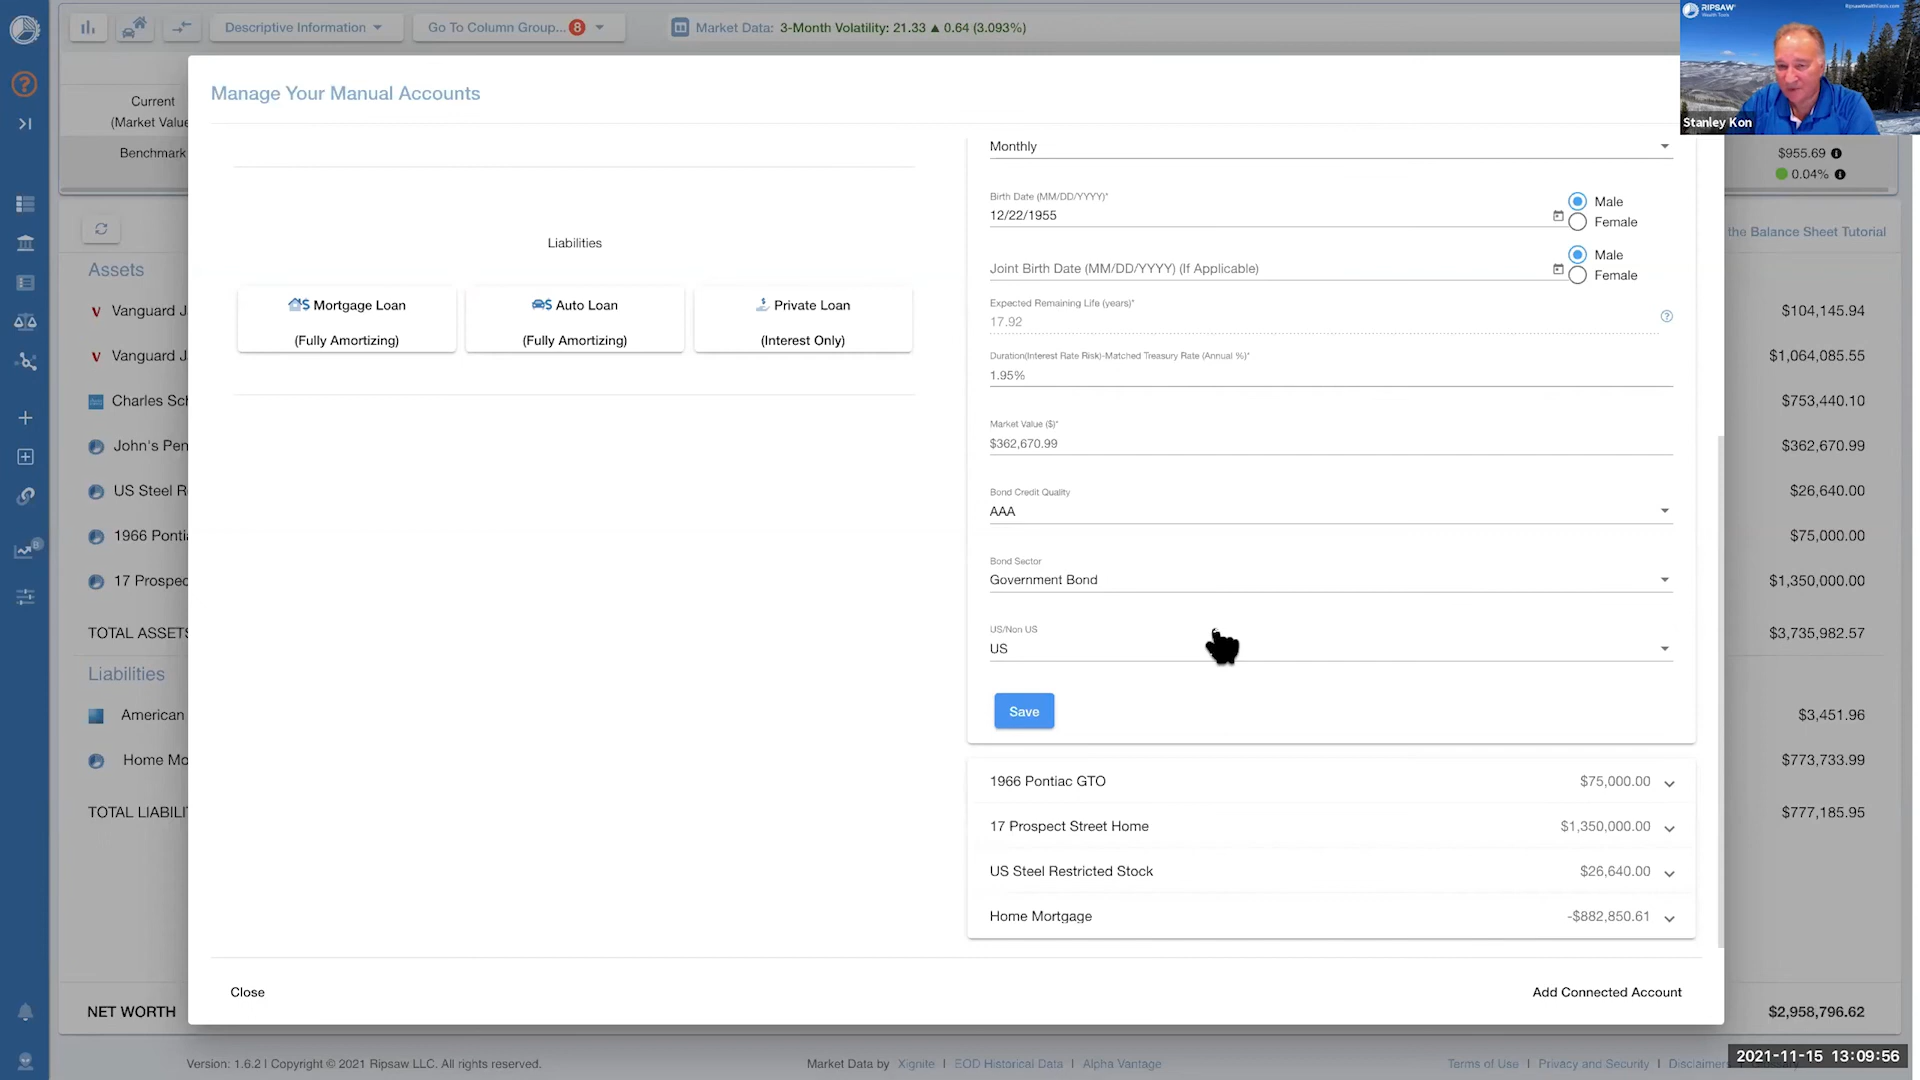 Descriptive Information
Go To Column Group...
8
Market Data: 3-Month Volatility: 21.33 ▲ 0.64 (3.093%)
RIPSAW
Wealth Tools
RipsawWealthTools.com
Stanley Kon
Current
(Market Value
Benchmark
$955.69
0.04%
Manage Your Manual Accounts
Liabilities
$ Mortgage Loan
(Fully Amortizing)
$ Auto Loan
(Fully Amortizing)
Private Loan
(Interest Only)
Monthly
Birth Date (MM/DD/YYYY)*
12/22/1955
Male
Female
Joint Birth Date (MM/DD/YYYY) (If Applicable)
Male
Female
Expected Remaining Life (years)*
17.92
Duration(Interest Rate Risk)-Matched Treasury Rate (Annual %)*
1.95%
Market Value ($)*
$362,670.99
Bond Credit Quality
AAA
Bond Sector
Government Bond
US/Non US
US
Save
1966 Pontiac GTO $75,000.00
17 Prospect Street Home $1,350,000.00
US Steel Restricted Stock $26,640.00
Home Mortgage -$882,850.61
Close
Add Connected Account
the Balance Sheet Tutorial
Assets
Vanguard J $104,145.94
Vanguard J $1,064,085.55
Charles Sch $753,440.10
John's Pen $362,670.99
US Steel R $26,640.00
1966 Ponti $75,000.00
17 Prospec $1,350,000.00
TOTAL ASSETS $3,735,982.57
Liabilities
American $3,451.96
Home Mo $773,733.99
TOTAL LIABILI $777,185.95
NET WORTH $2,958,796.62
Version: 1.6.2 | Copyright © 2021 Ripsaw LLC. All rights reserved.
Market Data by Xignite | EOD Historical Data | Alpha Vantage
Terms of Use | Privacy and Security | Disclaimer
2021-11-15 13:09:56